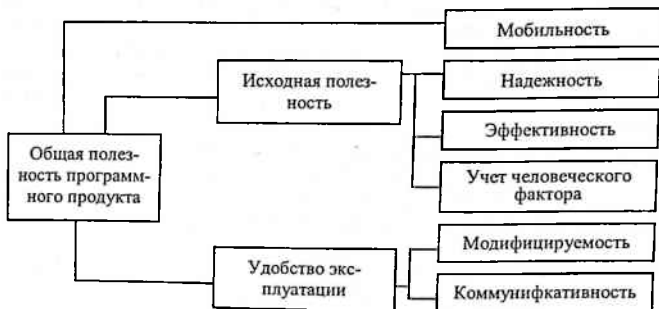 Мобильность
Исходная полез-
ность
Надежность
Эффективность
Учет человеческого
фактора
Общая полез-
ность программ-
ного продукта
Удобство экс-
плуатации
Модифицируемость
Коммунифкативность